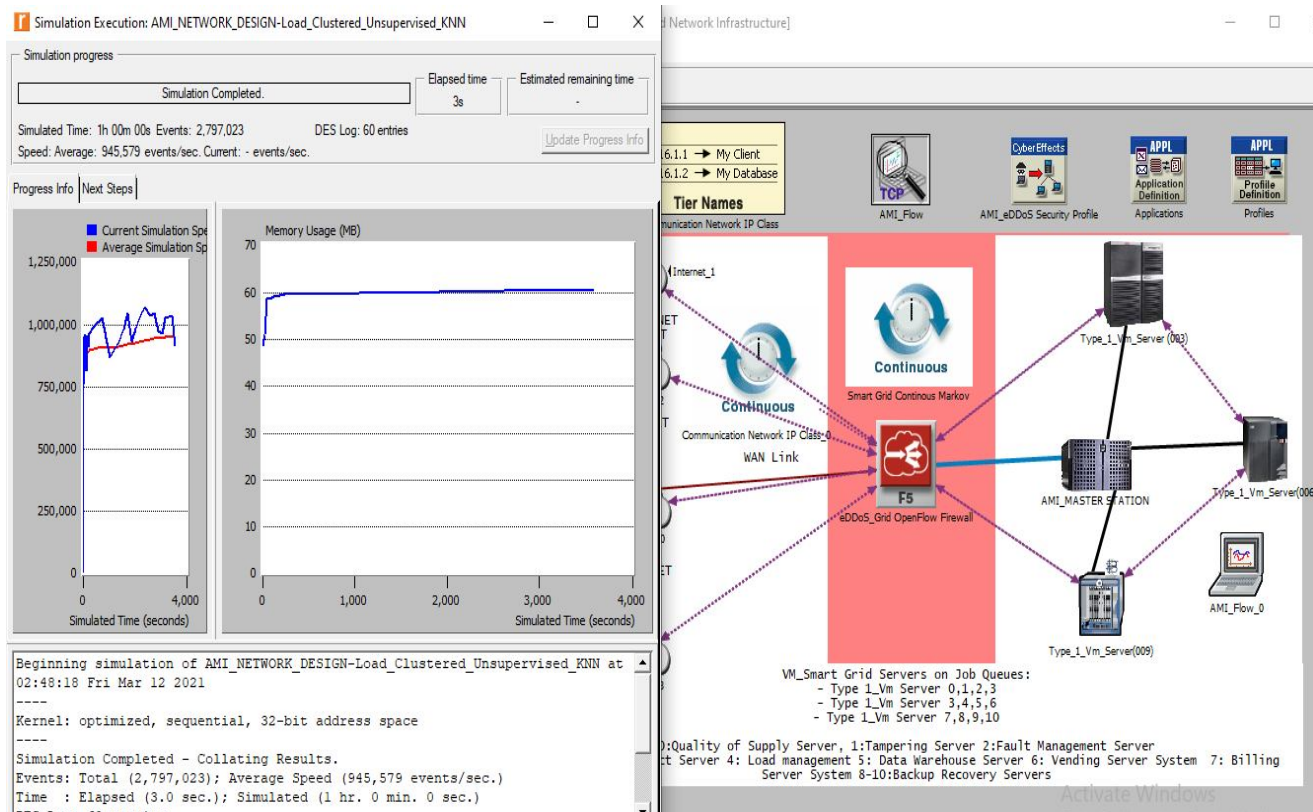 Simulation Execution: AMI_NETWORK_DESIGN-Load_Clustered_Unsupervised_KNN
Simulation progress
Simulation Completed.
Elapsed time
3s
Estimated remaining time
-
Simulated Time: 1h 00m 00s Events: 2,797,023
DES Log: 60 entries
Speed: Average: 945,579 events/sec. Current: - events/sec.
Update Progress Info
Progress Info
Next Steps
Current Simulation Spe
Average Simulation Sp
1,250,000
1,000,000
750,000
500,000
250,000
0
0
4,000
Simulated Time (seconds)
Memory Usage (MB)
70
60
50
40
30
20
10
0
0
1,000
2,000
3,000
4,000
Simulated Time (seconds)
Beginning simulation of AMI_NETWORK_DESIGN-Load_Clustered_Unsupervised_KNN at
02:48:18 Fri Mar 12 2021
----
Kernel: optimized, sequential, 32-bit address space
----
Simulation Completed - Collating Results.
Events: Total (2,797,023); Average Speed (945,579 events/sec.)
Time : Elapsed (3.0 sec.); Simulated (1 hr. 0 min. 0 sec.)
d Network Infrastructure]
16.1.1 → My Client
16.1.2 → My Database
Tier Names
munication Network IP Class
TCP
AMI_Flow
CyberEffects
AMI_eDDoS Security Profile
APPL
Application
Definition
Applications
APPL
Profile
Definition
Profiles
Internet_1
Continuous
Communication Network IP Class_0
WAN Link
Continuous
Smart Grid Continous Markov
F5
eDDoS_Grid OpenFlow Firewall
Type_1_Vm_Server (003)
AMI_MASTER STATION
Type_1_Vm_Server(006
AMI_Flow_0
Type_1_Vm_Server(009)
VM_Smart Grid Servers on Job Queues:
- Type 1_Vm Server 0,1,2,3
- Type 1_Vm Server 3,4,5,6
- Type 1_Vm Server 7,8,9,10
):Quality of Supply Server, 1:Tampering Server 2:Fault Management Server
ct Server 4: Load management 5: Data Warehouse Server 6: Vending Server System 7: Billing
Server System 8-10:Backup Recovery Servers
Activate Windows